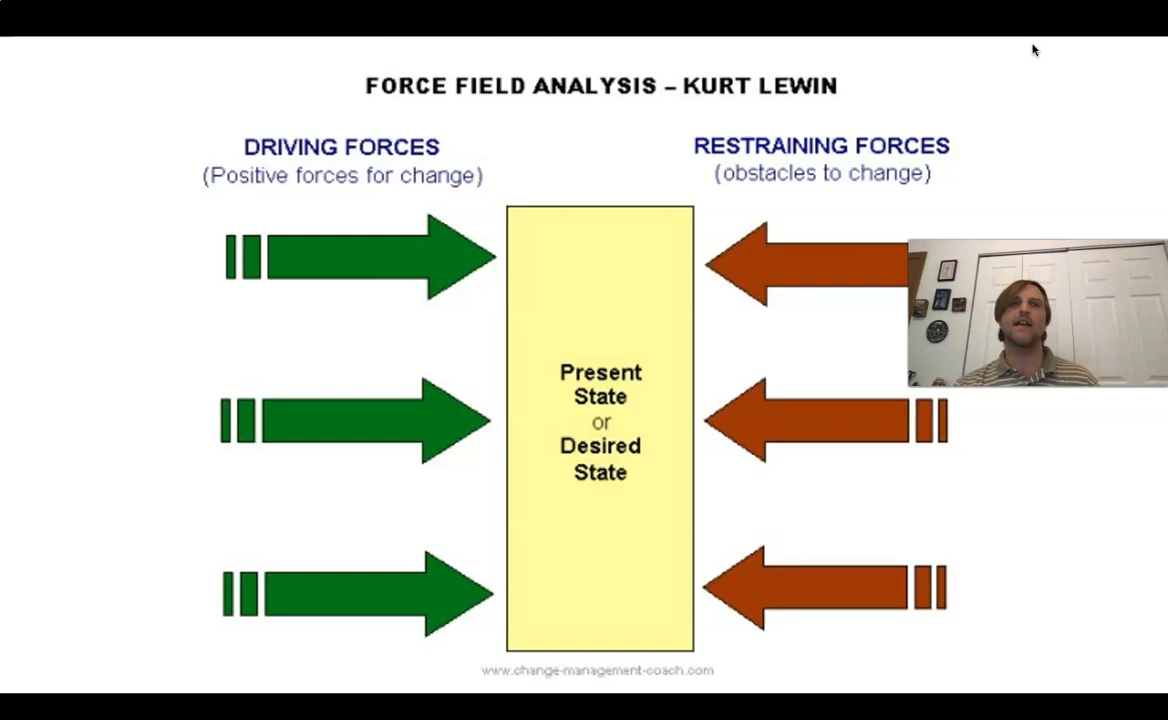 FORCE FIELD ANALYSIS – KURT LEWIN
DRIVING FORCES
(Positive forces for change)
RESTRAINING FORCES
(obstacles to change)
Present
State
or
Desired
State
www.change-management-coach.com